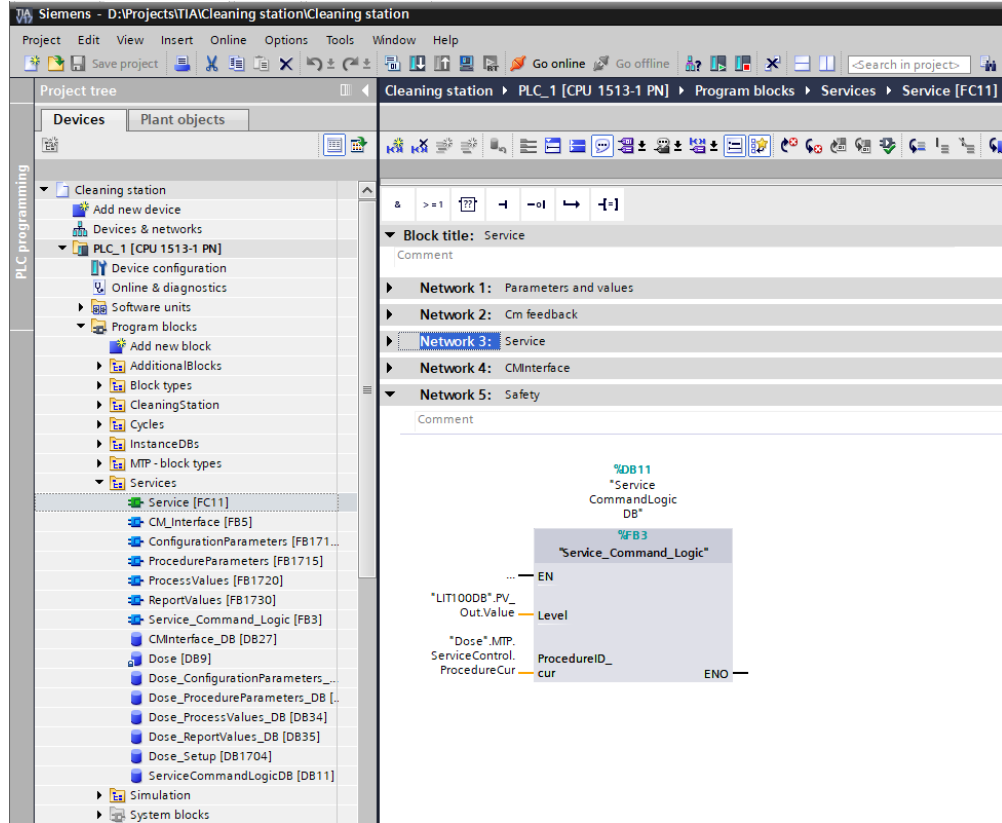 Siemens - D:\Projects\TIA\Cleaning station\Cleaning station
Project Edit View Insert Online Options Tools Window Help
Save project Go online Go offline <Search in project>
Project tree
Cleaning station ▸ PLC_1 [CPU 1513-1 PN] ▸ Program blocks ▸ Services ▸ Service [FC11]
Devices Plant objects
PLC programming
Cleaning station
Add new device
Devices & networks
PLC_1 [CPU 1513-1 PN]
Device configuration
Online & diagnostics
Software units
Program blocks
Add new block
AdditionalBlocks
Block types
CleaningStation
Cycles
InstanceDBs
MTP - block types
Services
Service [FC11]
CM_Interface [FB5]
ConfigurationParameters [FB171...
ProcedureParameters [FB1715]
ProcessValues [FB1720]
ReportValues [FB1730]
Service_Command_Logic [FB3]
CMInterface_DB [DB27]
Dose [DB9]
Dose_ConfigurationParameters_...
Dose_ProcedureParameters_DB [..
Dose_ProcessValues_DB [DB34]
Dose_ReportValues_DB [DB35]
Dose_Setup [DB1704]
ServiceCommandLogicDB [DB11]
Simulation
System blocks
& >=1 ??
Block title: Service
Comment
Network 1: Parameters and values
Network 2: Cm feedback
Network 3: Service
Network 4: CMInterface
Network 5: Safety
Comment
%DB11
"Service
CommandLogic
DB"
%FB3
"Service_Command_Logic"
... EN
"LIT100DB".PV_
Out.Value Level
"Dose".MTP.
ServiceControl.
ProcedureCur
ProcedureID_
cur
ENO